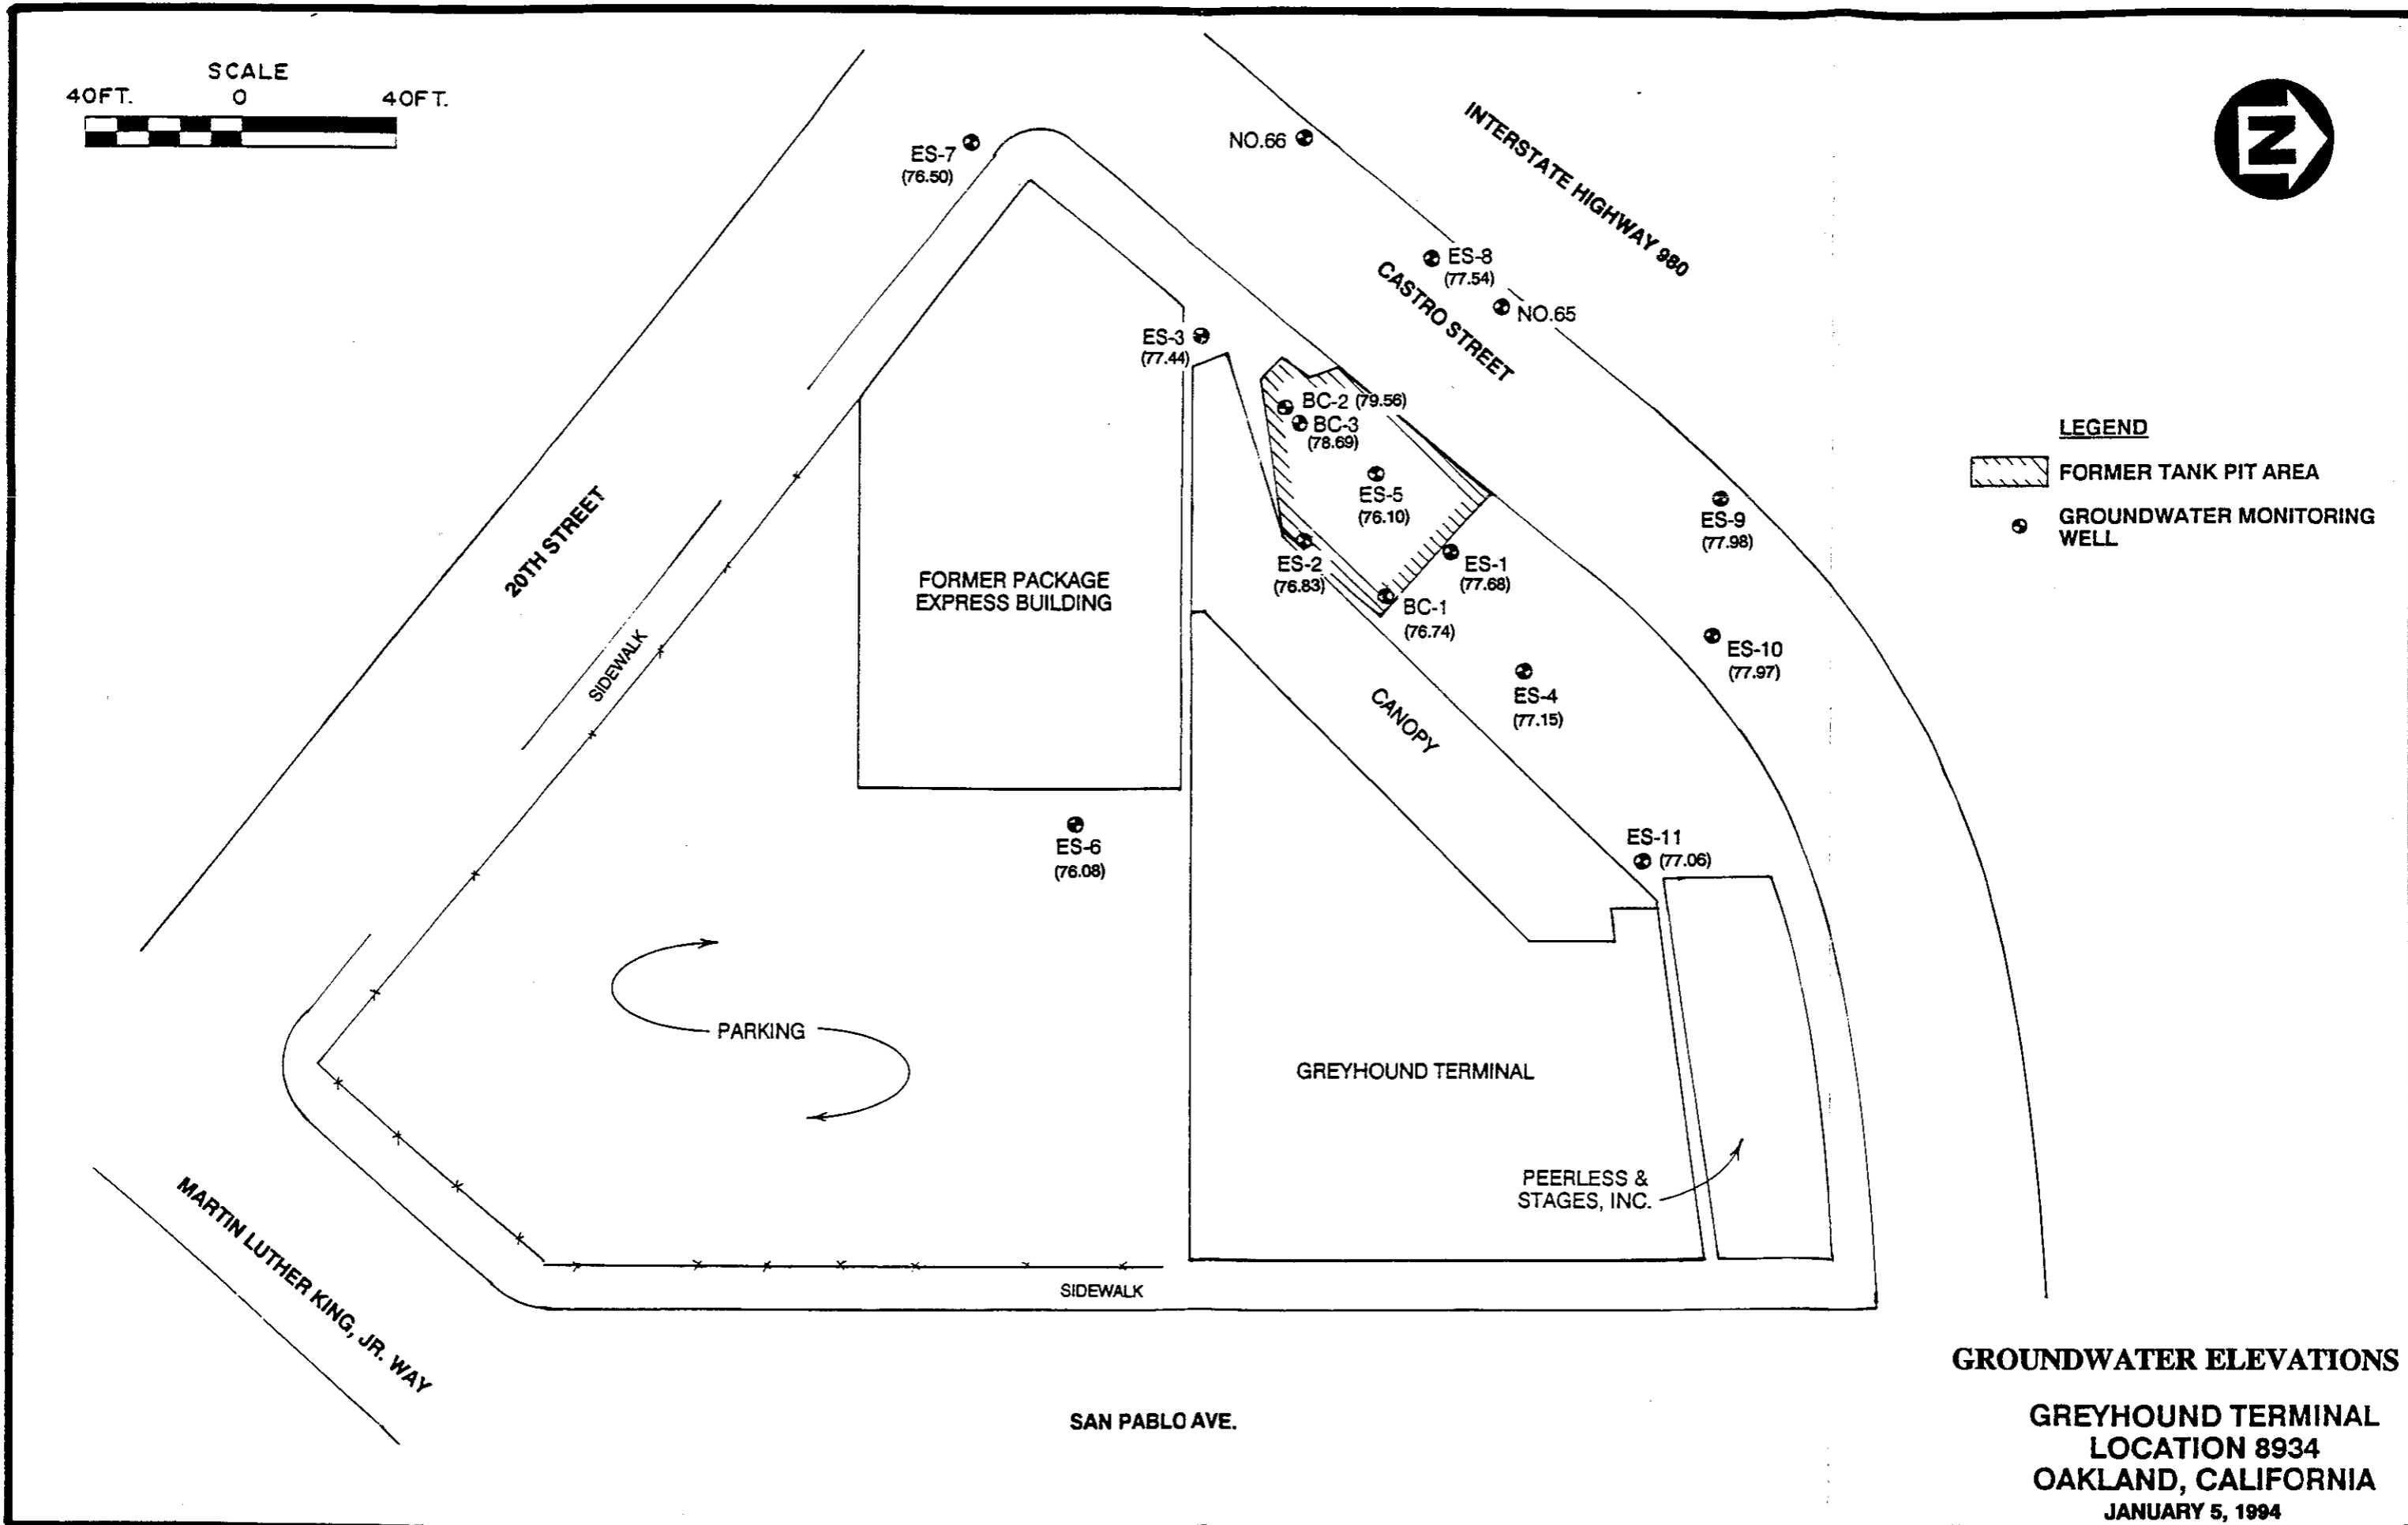 SCALE
40FT. 0 40FT.
N
INTERSTATE HIGHWAY 980
NO.66
ES-7
(76.50)
ES-8
(77.54)
NO.65
CASTRO STREET
ES-3
(77.44)
BC-2 (79.56)
BC-3
(78.69)
LEGEND
FORMER TANK PIT AREA
GROUNDWATER MONITORING
WELL
ES-5
(76.10)
ES-9
(77.98)
20TH STREET
FORMER PACKAGE
EXPRESS BUILDING
ES-2
(76.83)
ES-1
(77.68)
BC-1
(76.74)
ES-10
(77.97)
SIDEWALK
ES-4
(77.15)
CANOPY
ES-6
(76.08)
ES-11
(77.06)
PARKING
GREYHOUND TERMINAL
PEERLESS &
STAGES, INC.
SIDEWALK
MARTIN LUTHER KING, JR. WAY
SAN PABLO AVE.
GROUNDWATER ELEVATIONS
GREYHOUND TERMINAL
LOCATION 8934
OAKLAND, CALIFORNIA
JANUARY 5, 1994